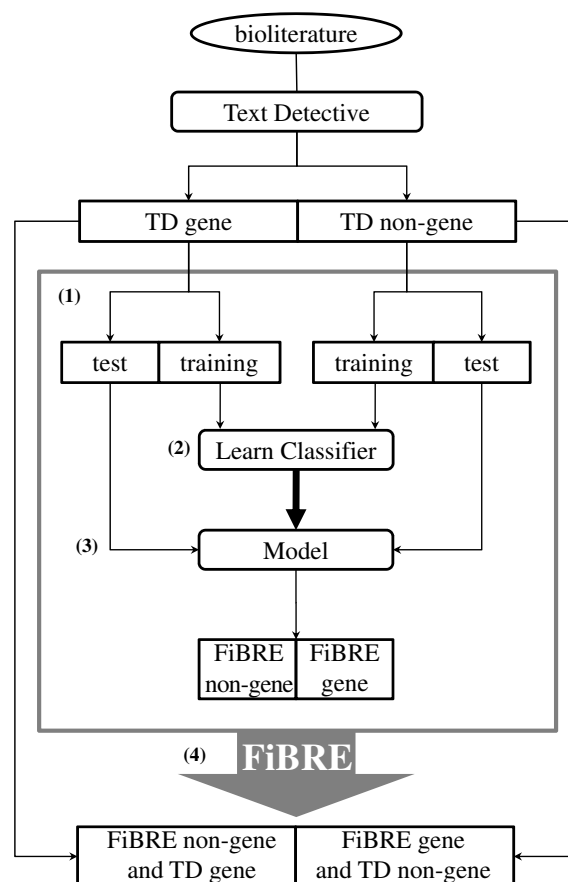 bioliterature
Text Detective
TD gene
TD non-gene
(1)
test
training
training
test
(2)
Learn Classifier
(3)
Model
FiBRE
non-gene
FiBRE
gene
(4)
FiBRE
FiBRE non-gene
and TD gene
FiBRE gene
and TD non-gene